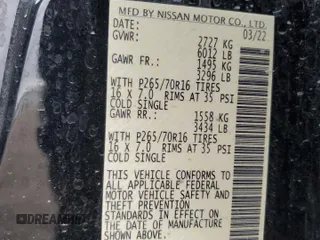 MFD BY NISSAN MOTOR CO., LTD.
DATE: 03/22
GVWR: 2727 KG
6012 LB
GAWR FR.: 1495 KG
3296 LB
WITH P265/70R16 TIRES
16 X 7.0 RIMS AT 35 PSI
COLD SINGLE
GAWR RR.: 1558 KG
3434 LB
WITH P265/70R16 TIRES
16 X 7.0 RIMS AT 35 PSI
COLD SINGLE
THIS VEHICLE CONFORMS TO
ALL APPLICABLE FEDERAL
MOTOR VEHICLE SAFETY AND
THEFT PREVENTION
STANDARDS IN EFFECT ON
THE DATE OF MANUFACTURE
SHOWN ABOVE.